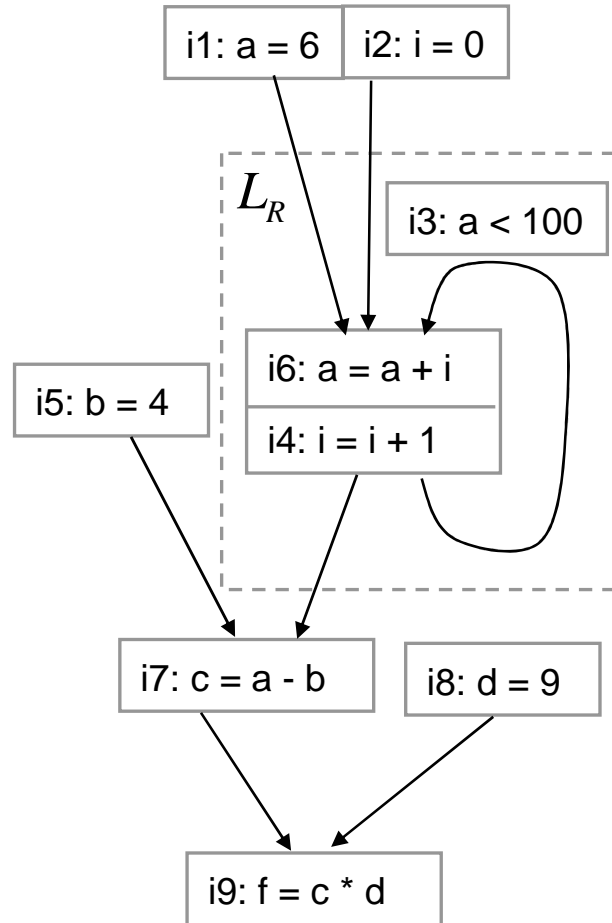 i1: a = 6
i2: i = 0
L_R
i3: a < 100
i6: a = a + i
i5: b = 4
i4: i = i + 1
i7: c = a - b
i8: d = 9
i9: f = c * d